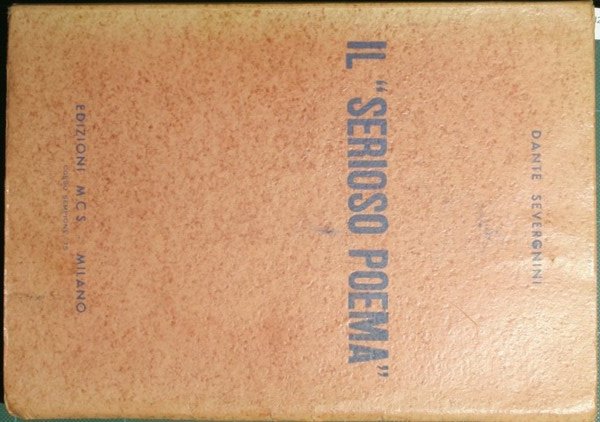 DANTE SEVERGNINI
IL "SERIOSO POEMA"
EDIZIONI M.C.S. MILANO